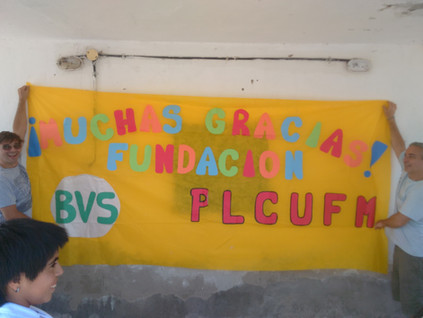 ¡MUCHAS GRACIAS!
FUNDACION
BVS PLCUFM